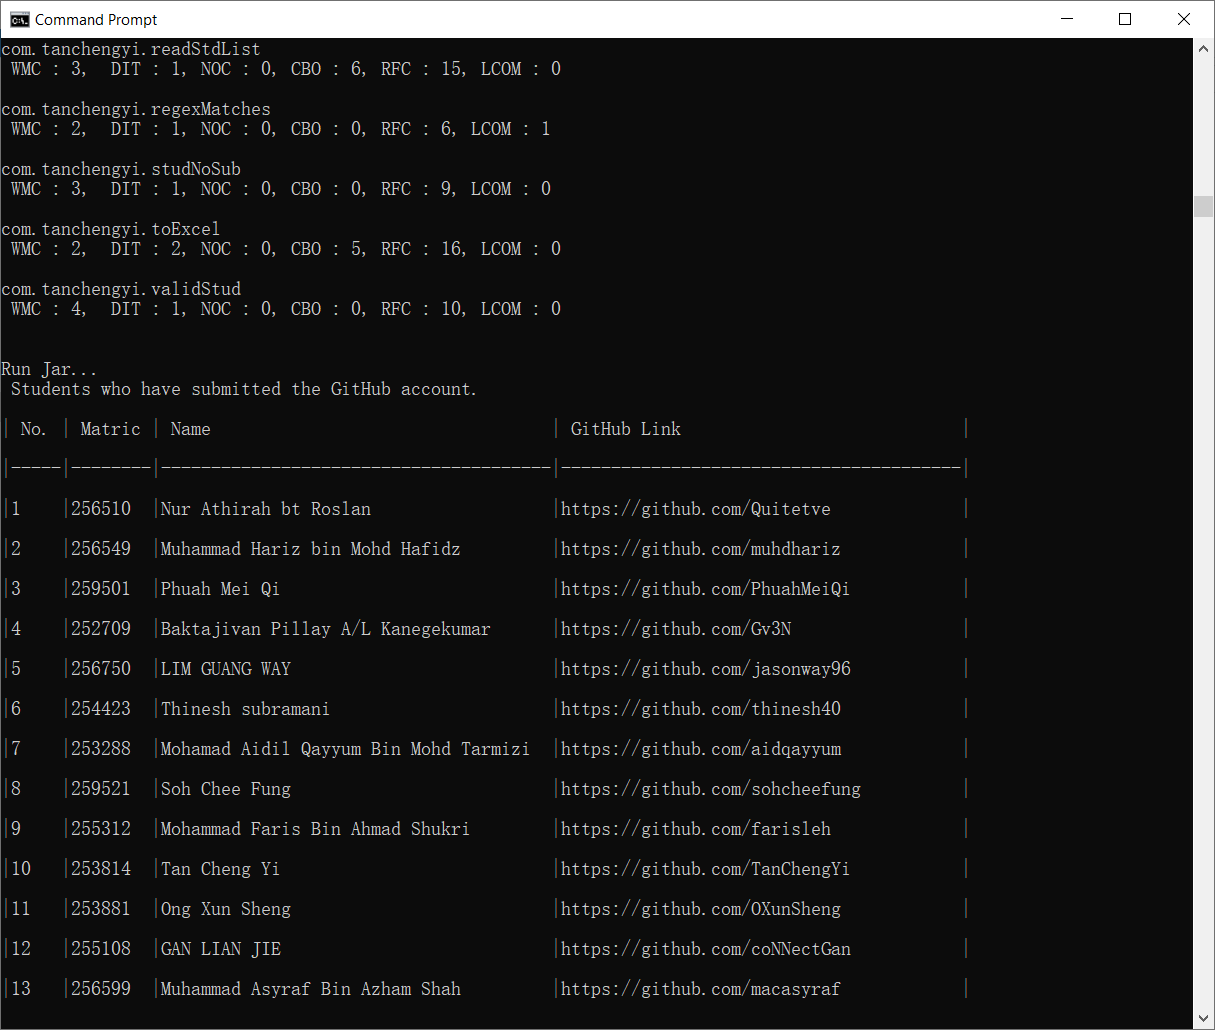 Command Prompt
com.tanchengyi.readStdList
WMC : 3,  DIT : 1, NOC : 0, CBO : 6, RFC : 15, LCOM : 0
com.tanchengyi.regexMatches
WMC : 2,  DIT : 1, NOC : 0, CBO : 0, RFC : 6, LCOM : 1
com.tanchengyi.studNoSub
WMC : 3,  DIT : 1, NOC : 0, CBO : 0, RFC : 9, LCOM : 0
com.tanchengyi.toExcel
WMC : 2,  DIT : 2, NOC : 0, CBO : 5, RFC : 16, LCOM : 0
com.tanchengyi.validStud
WMC : 4,  DIT : 1, NOC : 0, CBO : 0, RFC : 10, LCOM : 0
Run Jar...
Students who have submitted the GitHub account.
| No. | Matric | Name | GitHub Link |
|-----|--------|---------------------------------------|----------------------------------------|
|1 |256510 |Nur Athirah bt Roslan |https://github.com/Quitetve |
|2 |256549 |Muhammad Hariz bin Mohd Hafidz |https://github.com/muhdhariz |
|3 |259501 |Phuah Mei Qi |https://github.com/PhuahMeiQi |
|4 |252709 |Baktajivan Pillay A/L Kanegekumar |https://github.com/Gv3N |
|5 |256750 |LIM GUANG WAY |https://github.com/jasonway96 |
|6 |254423 |Thinesh subramani |https://github.com/thinesh40 |
|7 |253288 |Mohamad Aidil Qayyum Bin Mohd Tarmizi |https://github.com/aidqayyum |
|8 |259521 |Soh Chee Fung |https://github.com/sohcheefung |
|9 |255312 |Mohammad Faris Bin Ahmad Shukri |https://github.com/farisleh |
|10 |253814 |Tan Cheng Yi |https://github.com/TanChengYi |
|11 |253881 |Ong Xun Sheng |https://github.com/OXunSheng |
|12 |255108 |GAN LIAN JIE |https://github.com/coNNectGan |
|13 |256599 |Muhammad Asyraf Bin Azham Shah |https://github.com/macasyraf |